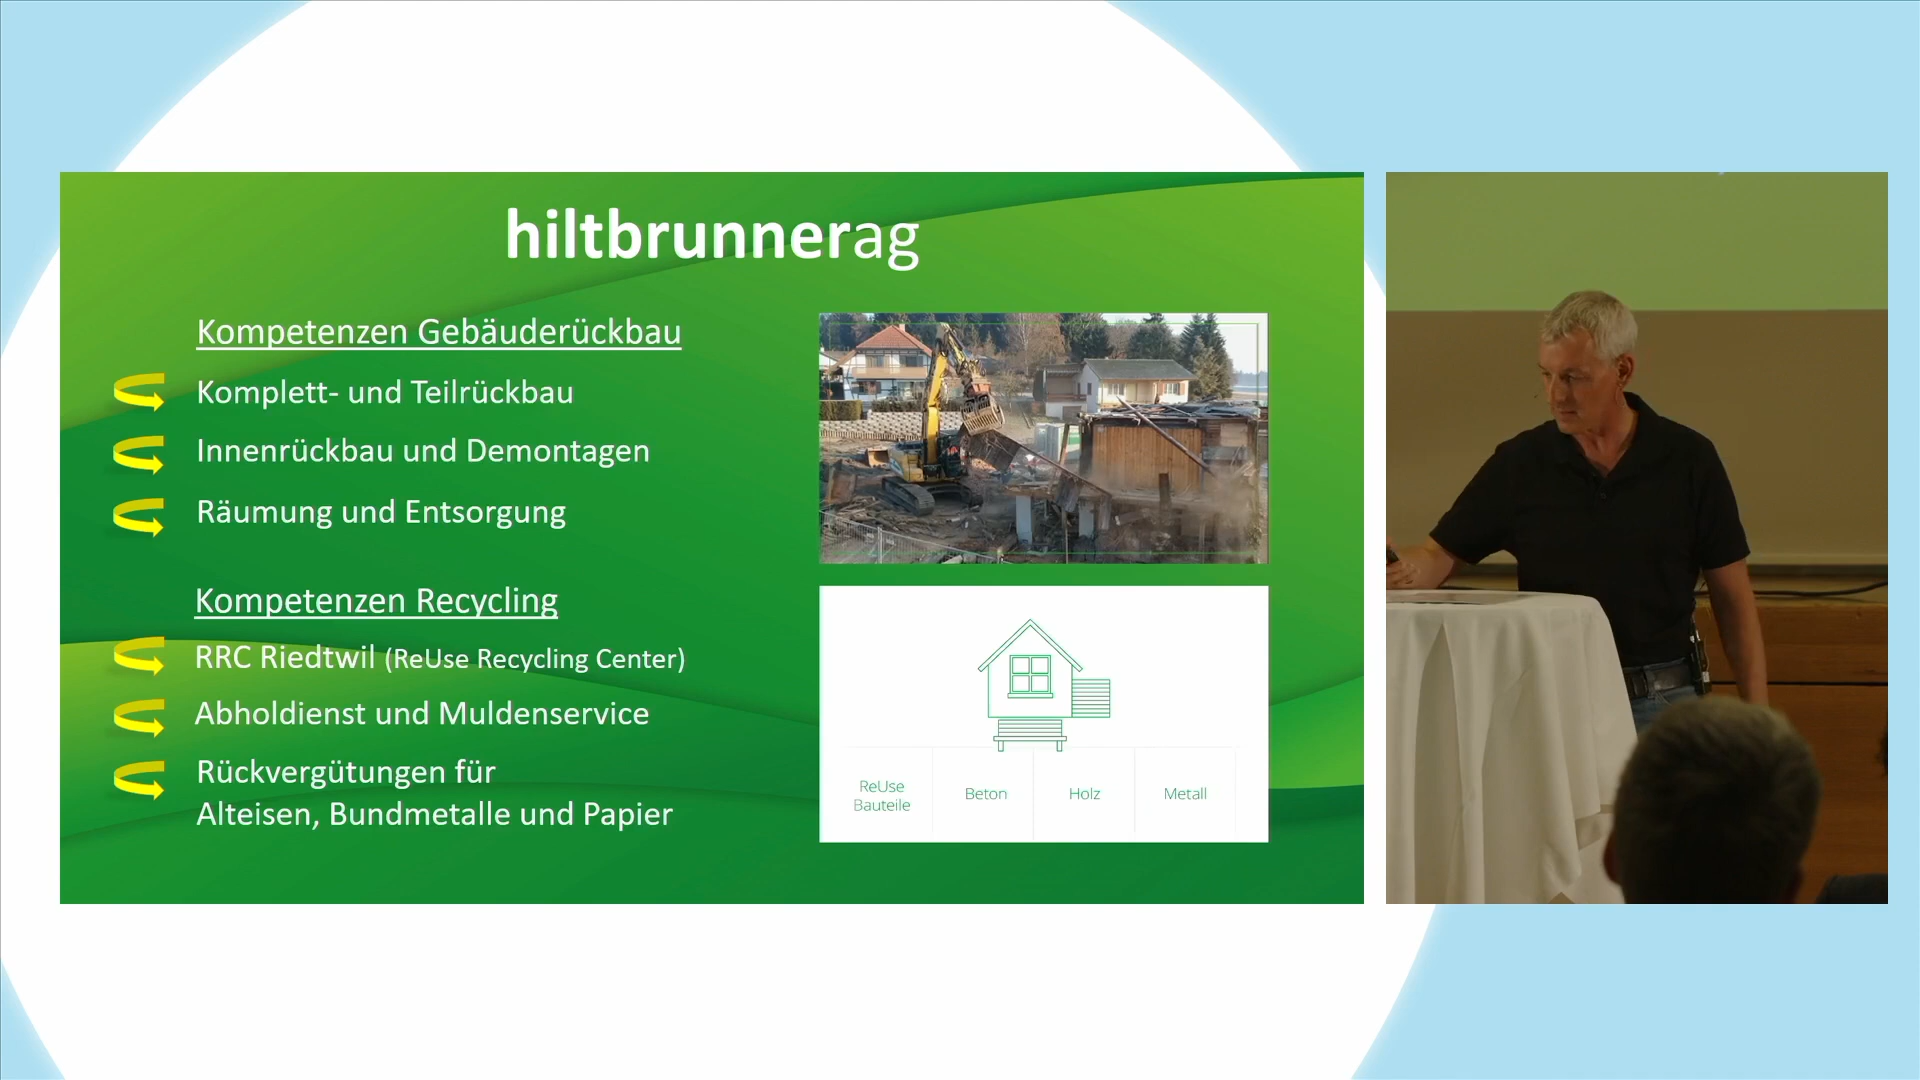 hiltbrunnerag
Kompetenzen Gebäuderückbau
Komplett- und Teilrückbau
Innenrückbau und Demontagen
Räumung und Entsorgung
Kompetenzen Recycling
RRC Riedtwil (ReUse Recycling Center)
Abholdienst und Muldenservice
Rückvergütungen für
Alteisen, Bundmetalle und Papier
ReUse
Bauteile
Beton
Holz
Metall